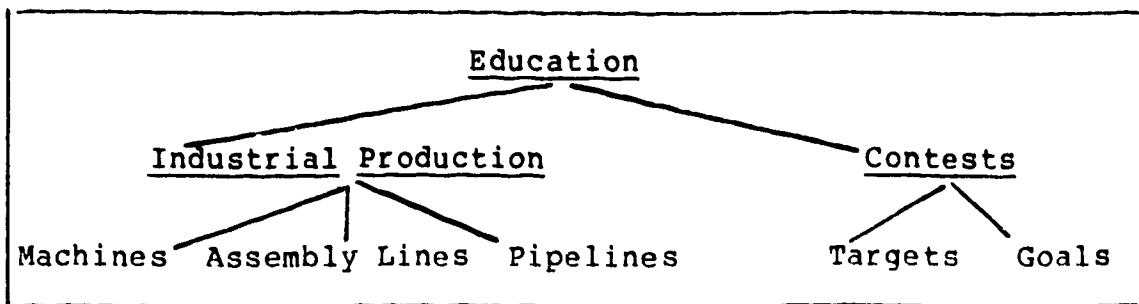 Education
Industrial Production Contests
Machines Assembly Lines Pipelines Targets Goals